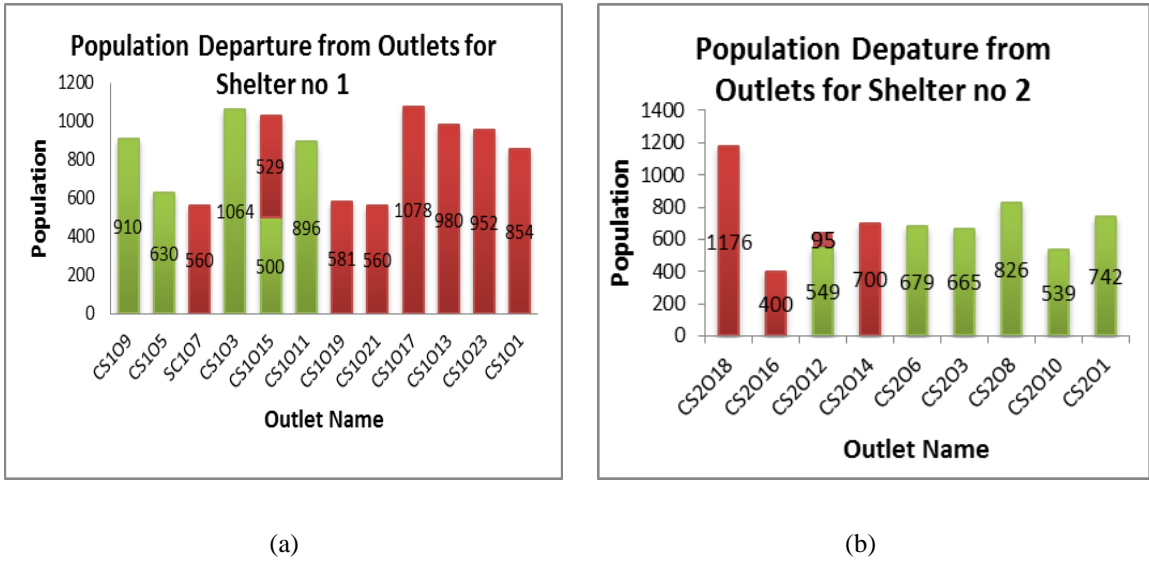 Population Departure from Outlets for
Shelter no 1
1200
1000
800
600
400
200
0
Population
910
630
560
1064
529
500
896
581
560
1078
980
952
854
CS1O9
CS1O5
SC1O7
CS1O3
CS1O15
CS1O11
CS1O19
CS1O21
CS1O17
CS1O13
CS1O23
CS1O1
Outlet Name
(a)
Population Depature from
Outlets for Shelter no 2
1400
1200
1000
800
600
400
200
0
Population
1176
400
95
549
700
679
665
826
539
742
CS2O18
CS2O16
CS2O12
CS2O14
CS2O6
CS2O3
CS2O8
CS2O10
CS2O1
Outlet Name
(b)